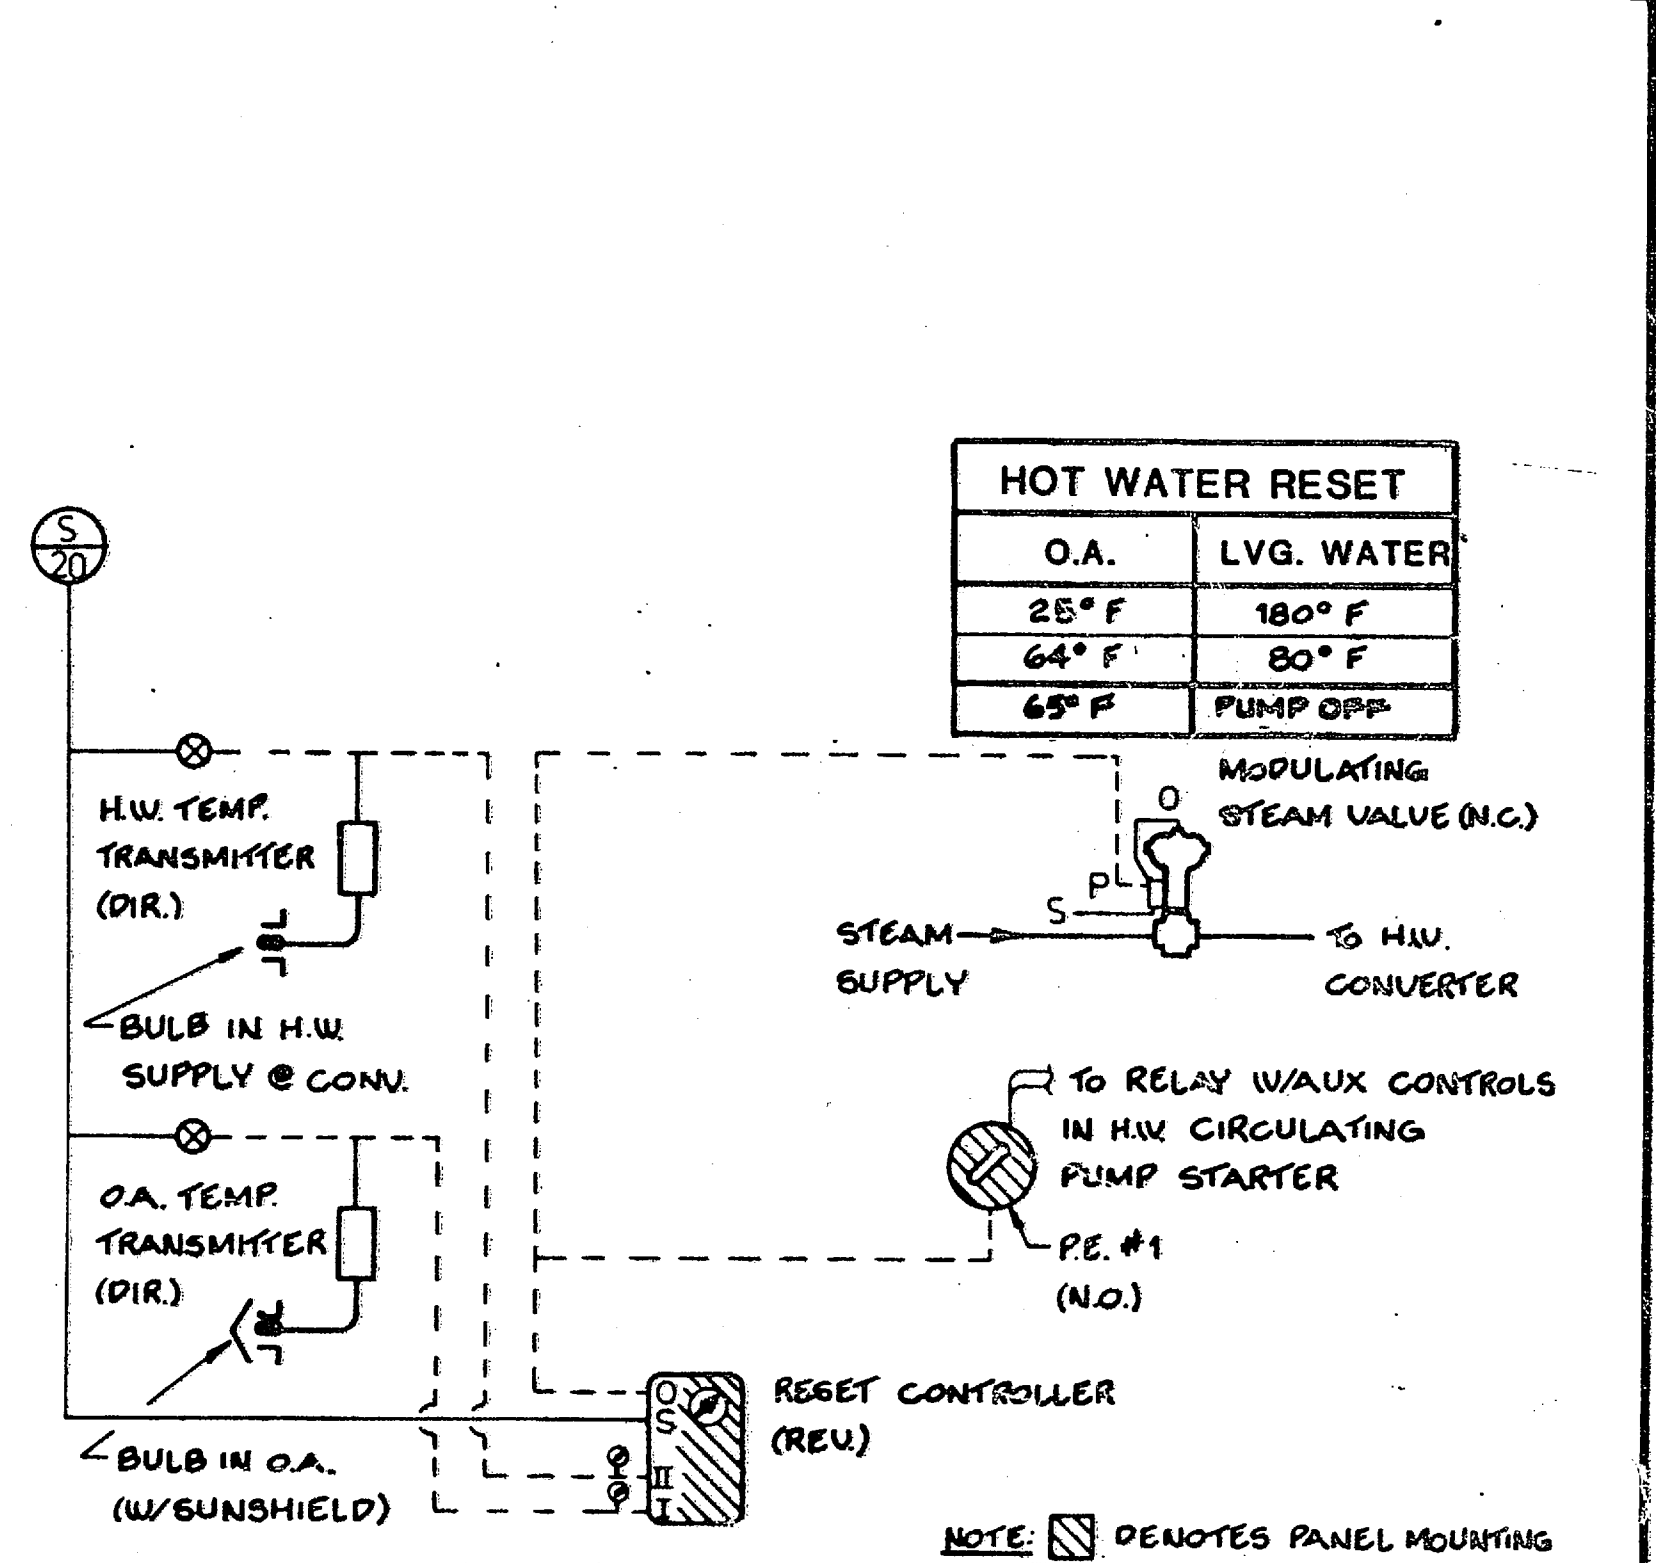 HOT WATER RESET
O.A. LVG. WATER
25° F 180° F
64° F 80° F
65° F PUMP OFF
S
20
MODULATING
STEAM VALVE (N.C.)
O
P
S
STEAM
SUPPLY
TO H.W.
CONVERTER
H.W. TEMP.
TRANSMITTER
(DIR.)
BULB IN H.W.
SUPPLY @ CONV.
TO RELAY W/AUX CONTROLS
IN H.W. CIRCULATING
PUMP STARTER
P.E. #1
(N.O.)
O.A. TEMP.
TRANSMITTER
(DIR.)
BULB IN O.A.
(W/SUNSHIELD)
O
S
II
I
RESET CONTROLLER
(REV.)
NOTE: DENOTES PANEL MOUNTING